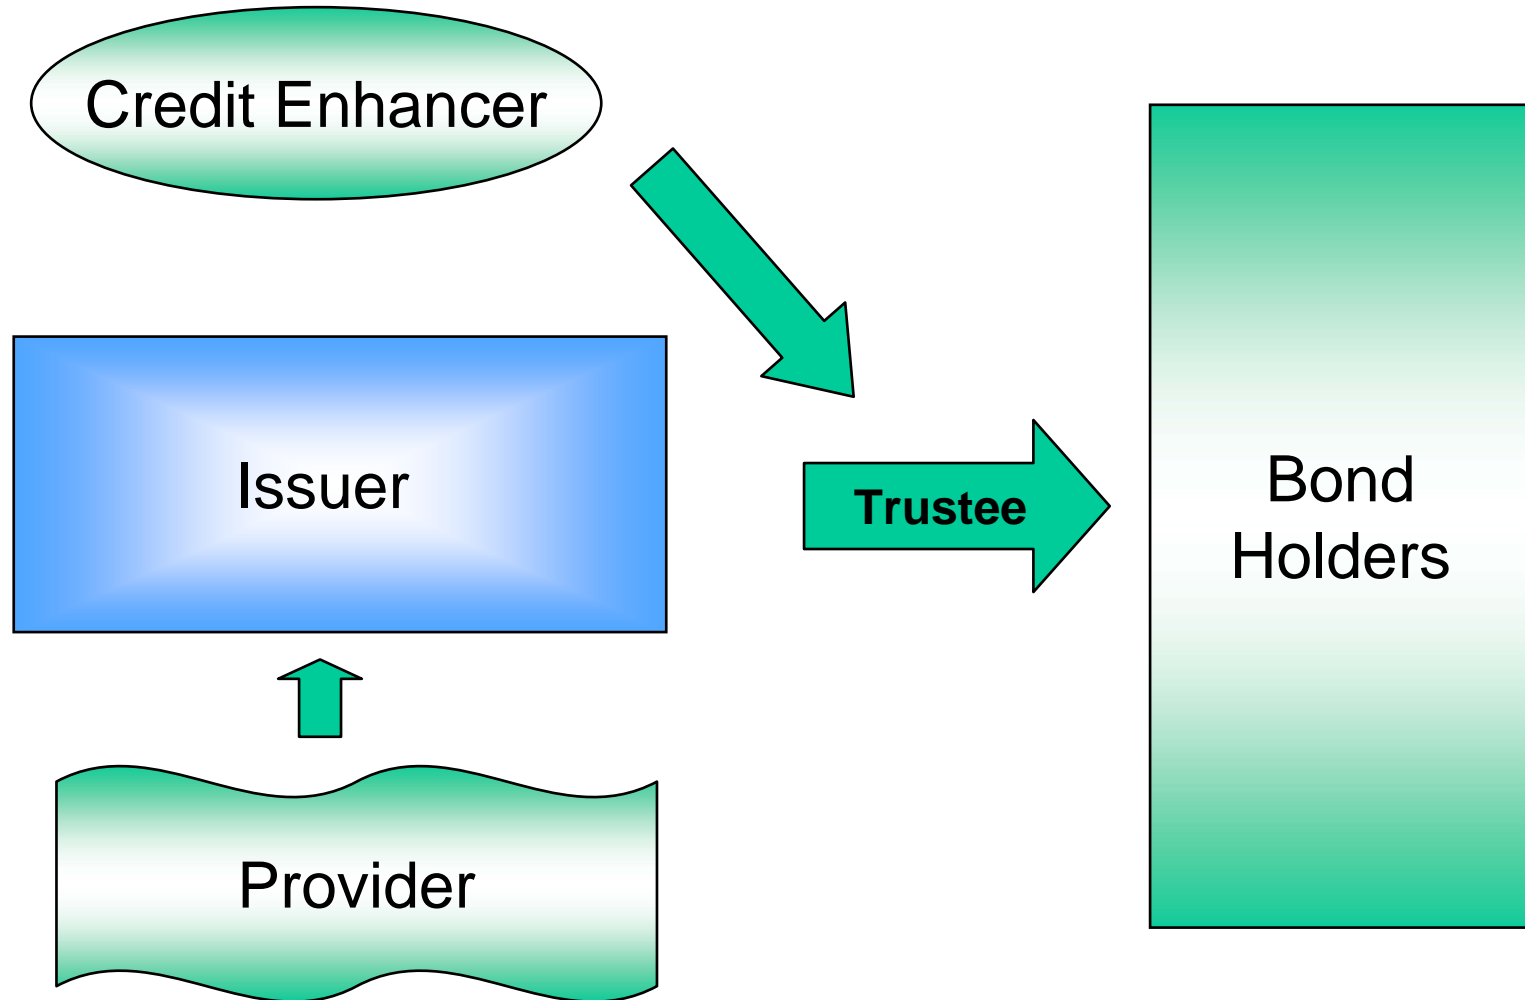 Credit Enhancer
Issuer
Trustee
Bond
Holders
Provider